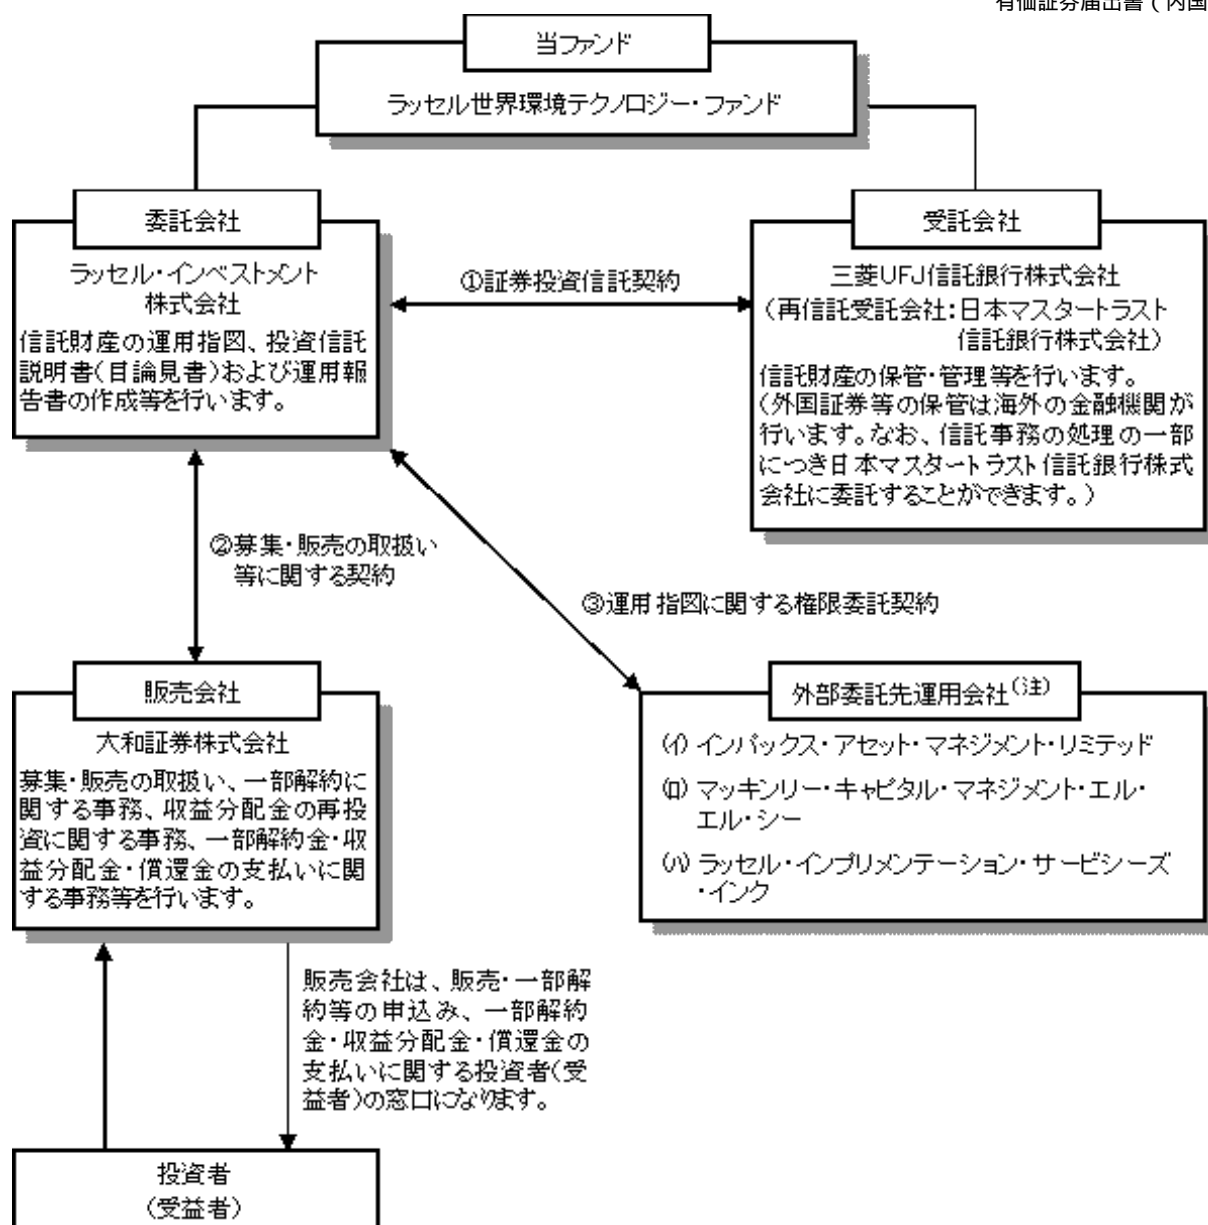 有価証券届出書(内国
当ファンド
ラッセル世界環境テクノロジー・ファンド
委託会社
ラッセル・インベストメント
株式会社
信託財産の運用指図、投資信託
説明書(目論見書)および運用報
告書の作成等を行います。
①証券投資信託契約
受託会社
三菱UFJ信託銀行株式会社
(再信託受託会社:日本マスタートラスト
信託銀行株式会社)
信託財産の保管・管理等を行います。
(外国証券等の保管は海外の金融機関が
行います。なお、信託事務の処理の一部
につき日本マスタートラスト信託銀行株式
会社に委託することができます。)
②募集・販売の取扱い
等に関する契約
③運用指図に関する権限委託契約
販売会社
大和証券株式会社
募集・販売の取扱い、一部解約に
関する事務、収益分配金の再投
資に関する事務、一部解約金・収
益分配金・償還金の支払いに関
する事務等を行います。
外部委託先運用会社(注)
(イ) インパックス・アセット・マネジメント・リミテッド
(ロ) マッキンリー・キャピタル・マネジメント・エル・
エル・シー
(ハ) ラッセル・インプリメンテーション・サービシーズ
・インク
販売会社は、販売・一部解
約等の申込み、一部解約
金・収益分配金・償還金の
支払いに関する投資者(受
益者)の窓口になります。
投資者
(受益者)